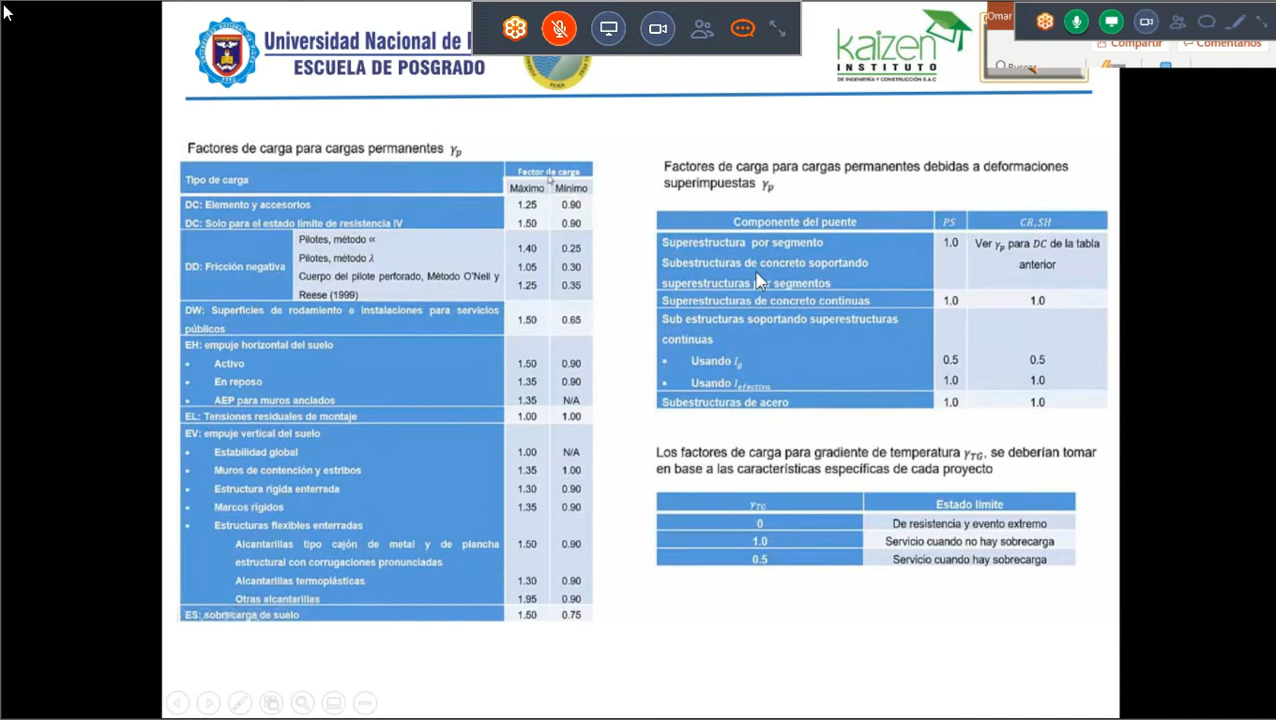 Universidad Nacional de
ESCUELA DE POSGRADO
kaizen
INSTITUTO
DE INGENIERÍA Y CONSTRUCCIÓN S.A.C
Omar
Compartir
Comentarios
Buscar
Factores de carga para cargas permanentes γp
Tipo de carga
Factor de carga
Máximo Mínimo
DC: Elemento y accesorios 1.25 0.90
DC: Solo para el estado límite de resistencia IV 1.50 0.90
DD: Fricción negativa
Pilotes, método ∝ 1.40 0.25
Pilotes, método λ 1.05 0.30
Cuerpo del pilote perforado, Método O'Neil y
Reese (1999) 1.25 0.35
DW: Superficies de rodamiento e Instalaciones para servicios
públicos 1.50 0.65
EH: empuje horizontal del suelo
• Activo 1.50 0.90
• En reposo 1.35 0.90
• AEP para muros anclados 1.35 N/A
EL: Tensiones residuales de montaje 1.00 1.00
EV: empuje vertical del suelo
• Estabilidad global 1.00 N/A
• Muros de contención y estribos 1.35 1.00
• Estructura rígida enterrada 1.30 0.90
• Marcos rígidos 1.35 0.90
• Estructuras flexibles enterradas
Alcantarillas tipo cajón de metal y de plancha 1.50 0.90
estructural con corrugaciones pronunciadas
Alcantarillas termoplásticas 1.30 0.90
Otras alcantarillas 1.95 0.90
ES: sobrecarga de suelo 1.50 0.75
Factores de carga para cargas permanentes debidas a deformaciones
superimpuestas γp
Componente del puente PS CR,SH
Superestructura por segmento 1.0 Ver γp para DC de la tabla
Subestructuras de concreto soportando anterior
superestructuras por segmentos
Superestructuras de concreto continuas 1.0 1.0
Sub estructuras soportando superestructuras
continuas
• Usando Ig 0.5 0.5
• Usando Iefectiva 1.0 1.0
Subestructuras de acero 1.0 1.0
Los factores de carga para gradiente de temperatura γTG, se deberían tomar
en base a las características específicas de cada proyecto
γTG Estado límite
0 De resistencia y evento extremo
1.0 Servicio cuando no hay sobrecarga
0.5 Servicio cuando hay sobrecarga